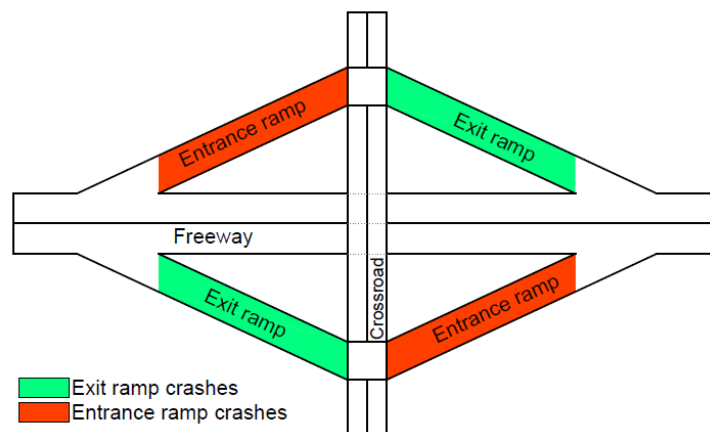 Entrance ramp
Exit ramp
Freeway
Crossroad
Exit ramp
Entrance ramp
Exit ramp crashes
Entrance ramp crashes